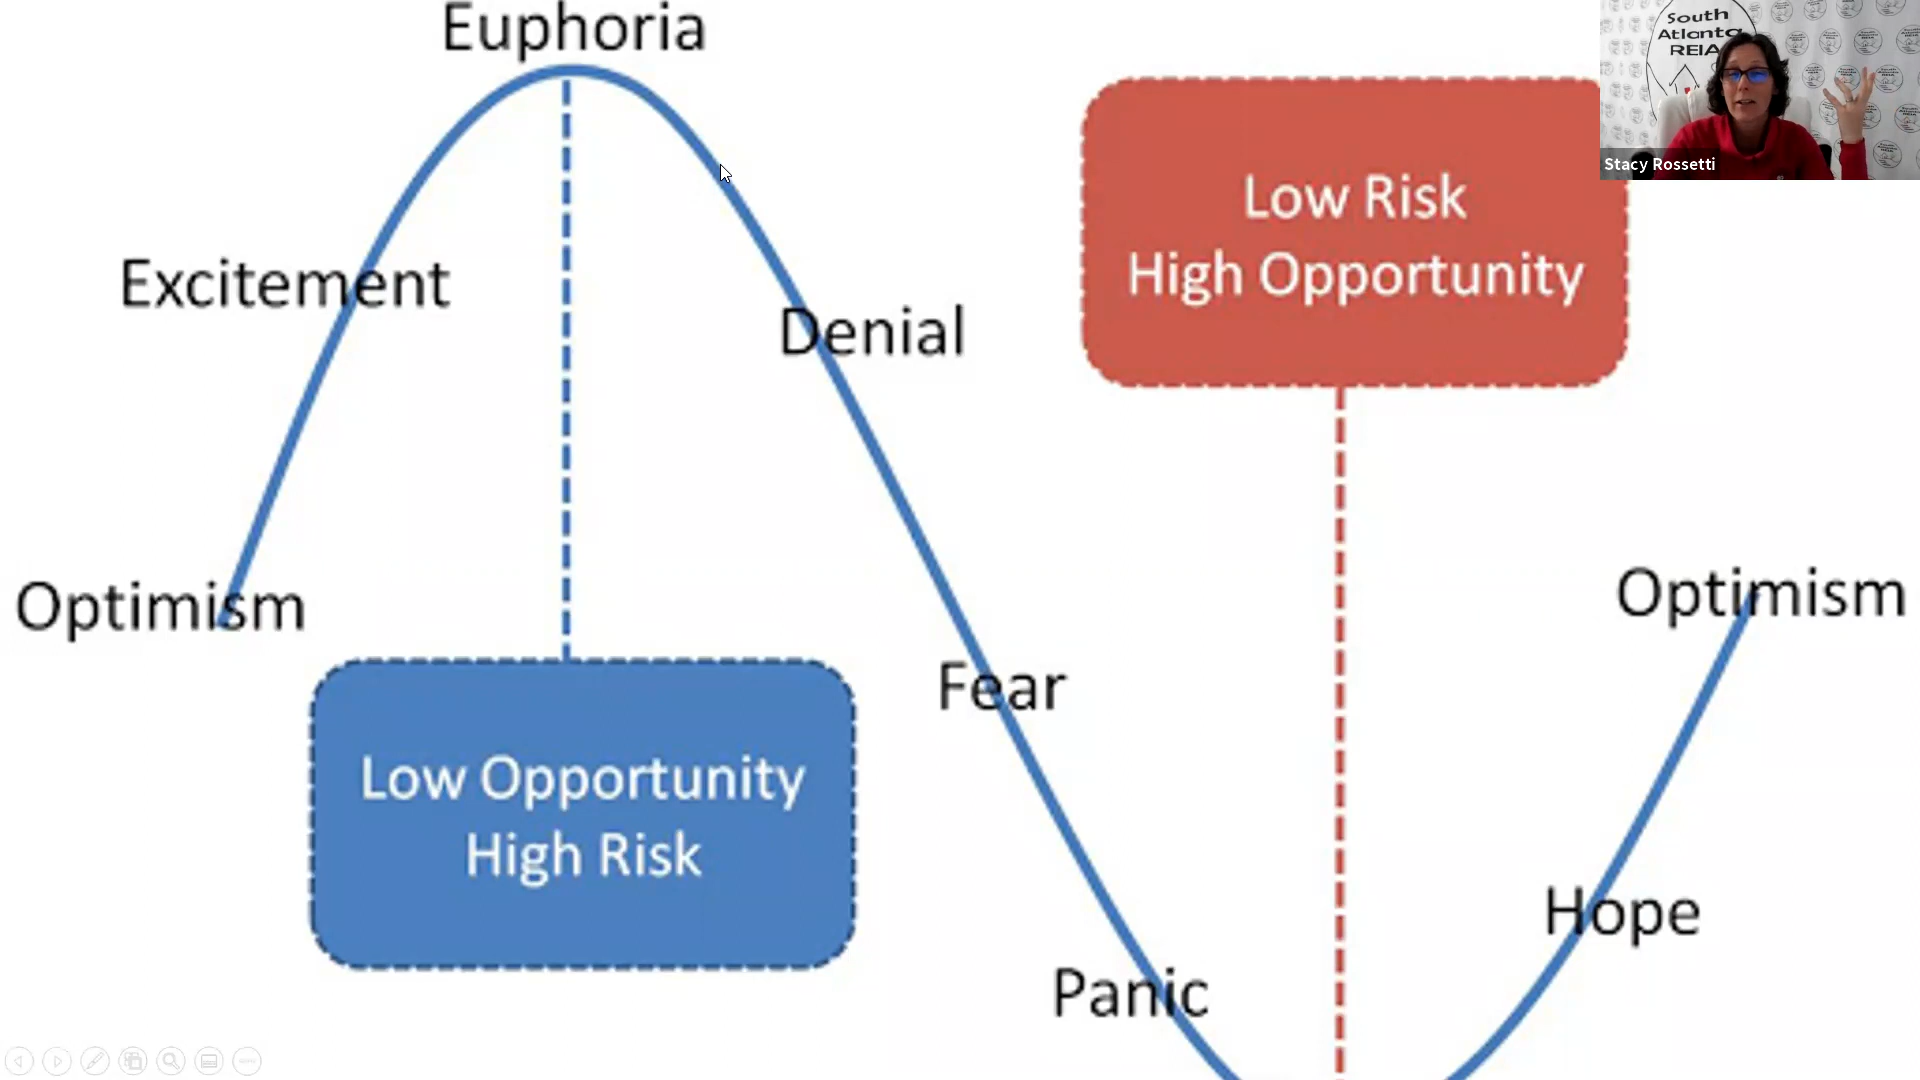 Euphoria
South
Atlanta
REIA
Stacy Rossetti
Low Risk
High Opportunity
Excitement
Denial
Optimism
Optimism
Fear
Low Opportunity
High Risk
Hope
Panic